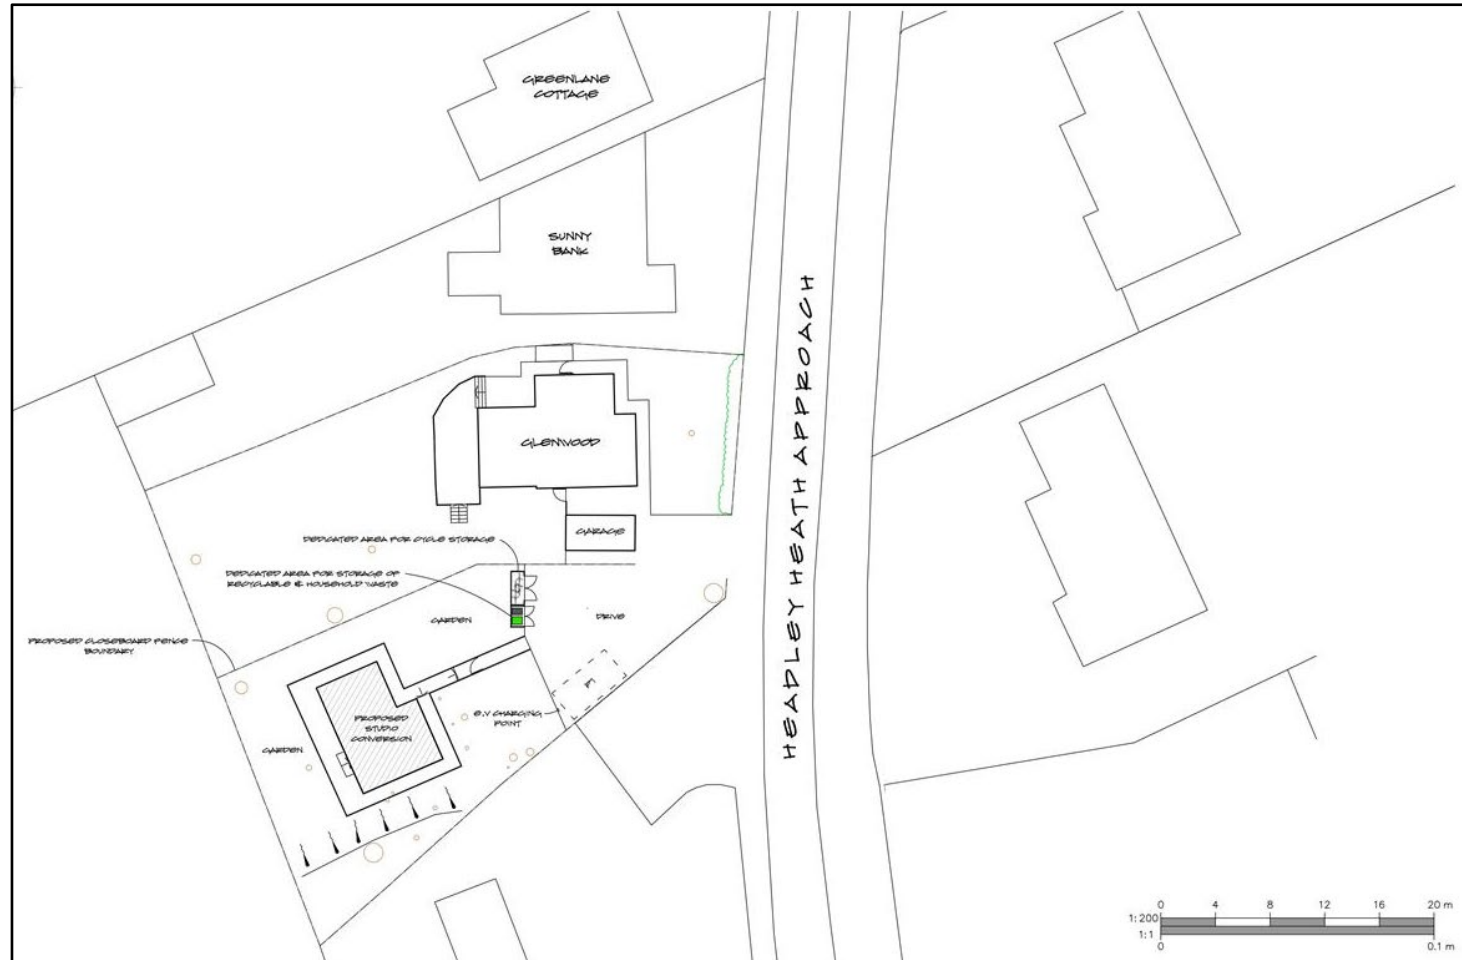 GREENLANE
COTTAGE
SUNNY
BANK
HEADLEY HEATH APPROACH
GLENWOOD
GARAGE
DEDICATED AREA FOR CYCLE STORAGE
DEDICATED AREA FOR STORAGE OF
RECYCLABLE & HOUSEHOLD WASTE
GARDEN
DRIVE
PROPOSED CLOSEBOARD FENCE
BOUNDARY
E.V CHARGING
POINT
PROPOSED
STUDIO
CONVERSION
GARDEN
0 4 8 12 16 20 m
1:200
1:1
0 0.1 m